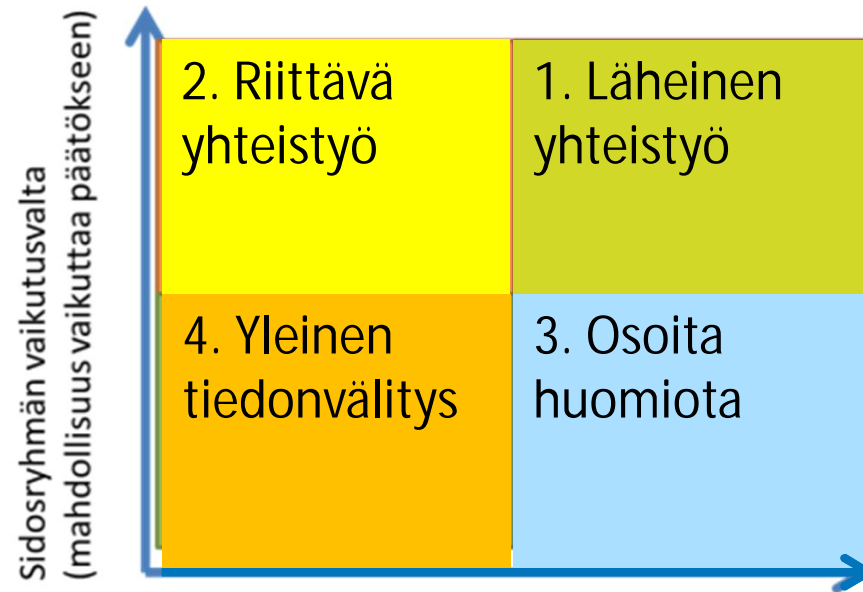 Sidosryhmän vaikutusvalta
(mahdollisuus vaikuttaa päätökseen)
2. Riittävä
yhteistyö
1. Läheinen
yhteistyö
4. Yleinen
tiedonvälitys
3. Osoita
huomiota